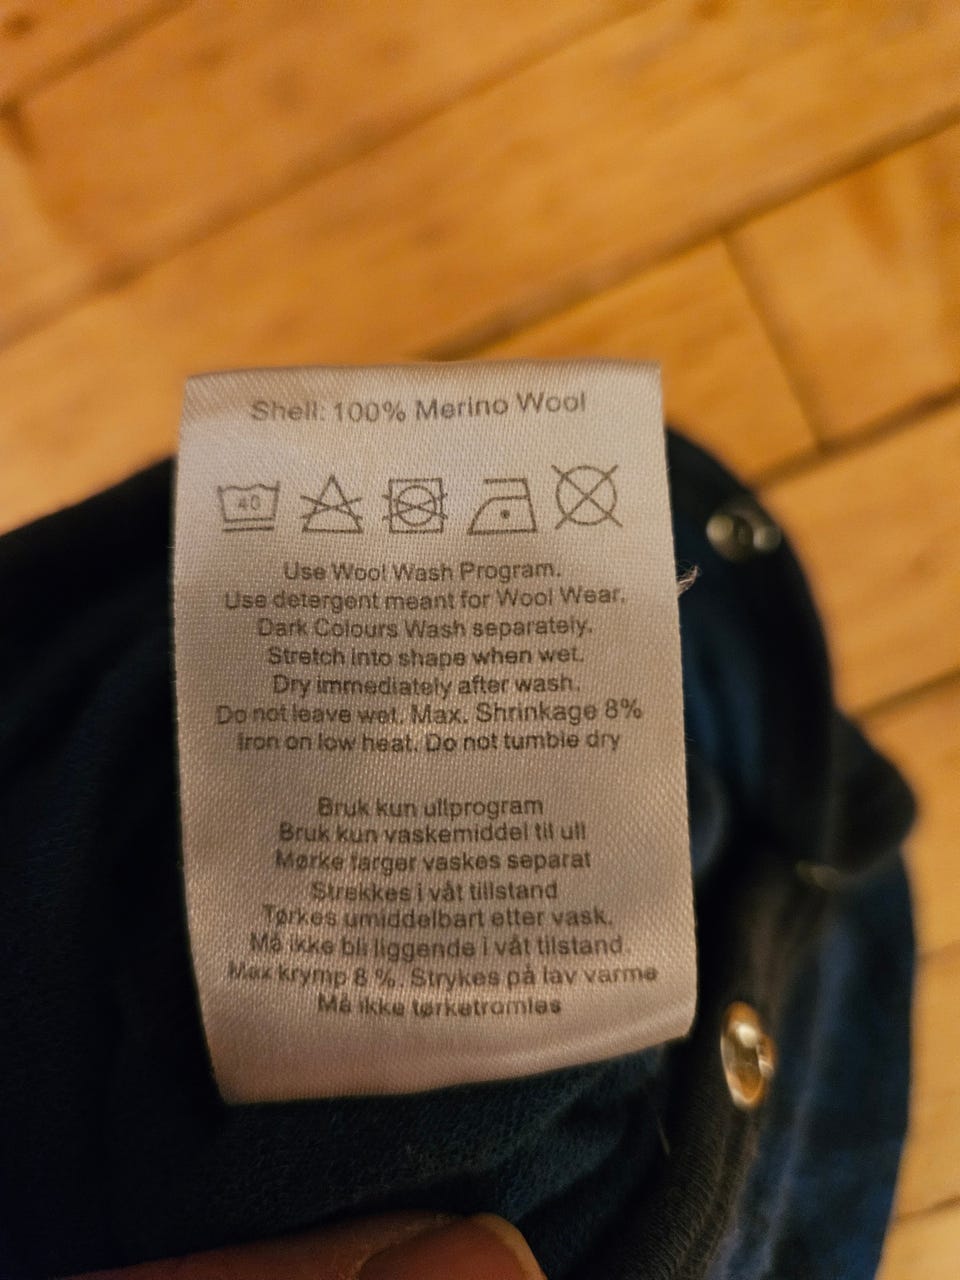 Shell: 100% Merino Wool
40
Use Wool Wash Program.
Use detergent meant for Wool Wear.
Dark Colours Wash separately.
Stretch into shape when wet.
Dry immediately after wash.
Do not leave wet. Max. Shrinkage 8%
Iron on low heat. Do not tumble dry
Bruk kun ullprogram
Bruk kun vaskemiddel til ull
Mørke farger vaskes separat
Strekkes i våt tillstand
Tørkes umiddelbart etter vask.
Må ikke bli liggende i våt tilstand.
Max krymp 8 %. Strykes på lav varme
Må ikke tørketromles